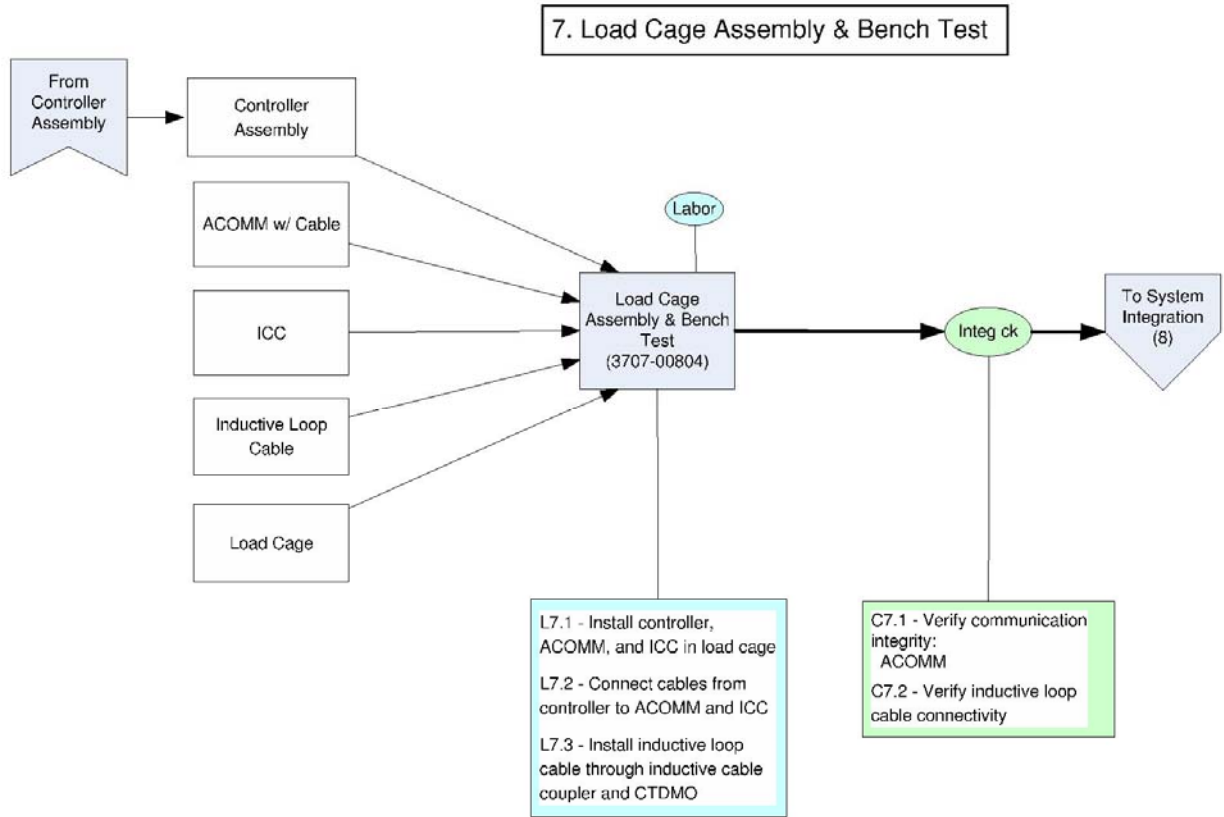 7. Load Cage Assembly & Bench Test
From
Controller
Assembly
Controller
Assembly
ACOMM w/ Cable
ICC
Inductive Loop
Cable
Load Cage
Labor
Load Cage
Assembly & Bench
Test
(3707-00804)
Integ ck
To System
Integration
(8)
L7.1 - Install controller,
ACOMM, and ICC in load cage
L7.2 - Connect cables from
controller to ACOMM and ICC
L7.3 - Install inductive loop
cable through inductive cable
coupler and CTDMO
C7.1 - Verify communication
integrity:
ACOMM
C7.2 - Verify inductive loop
cable connectivity